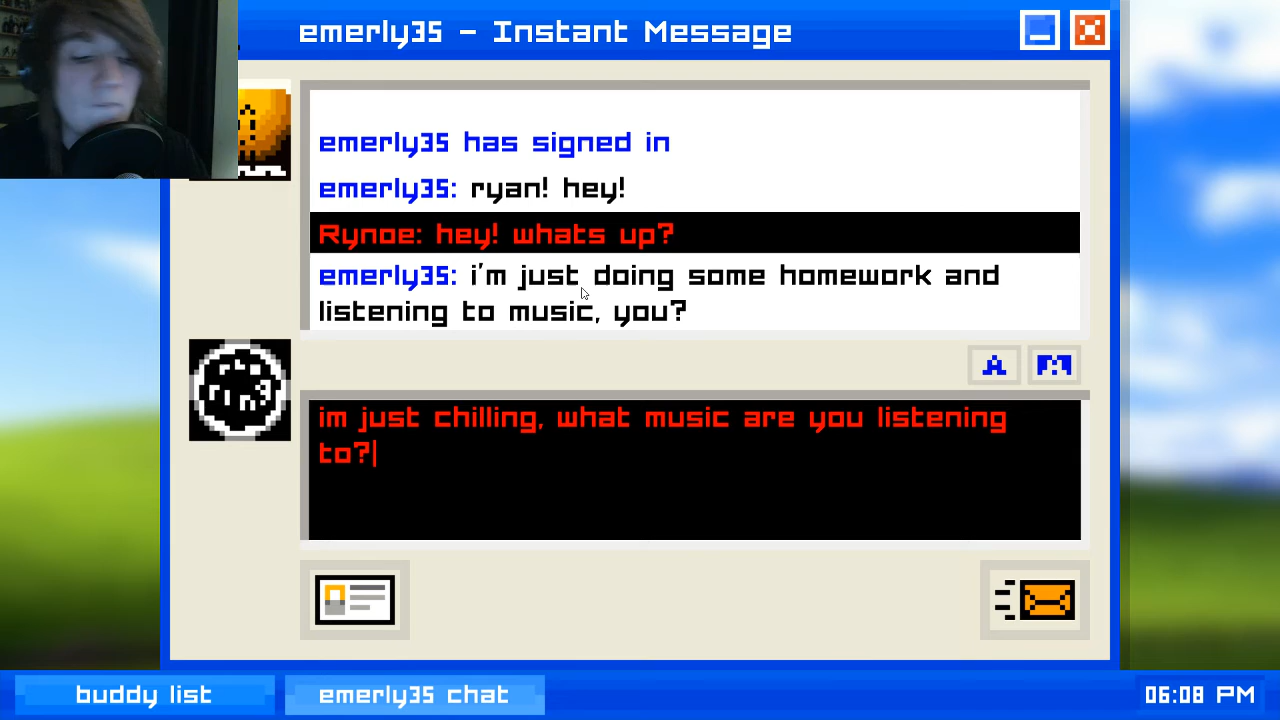 emerly35 - Instant Message
emerly35 has signed in
emerly35: ryan! hey!
Rynoe: hey! whats up?
emerly35: i'm just doing some homework and
listening to music, you?
A
im just chilling, what music are you listening
to?
buddy list
emerly35 chat
06:08 PM